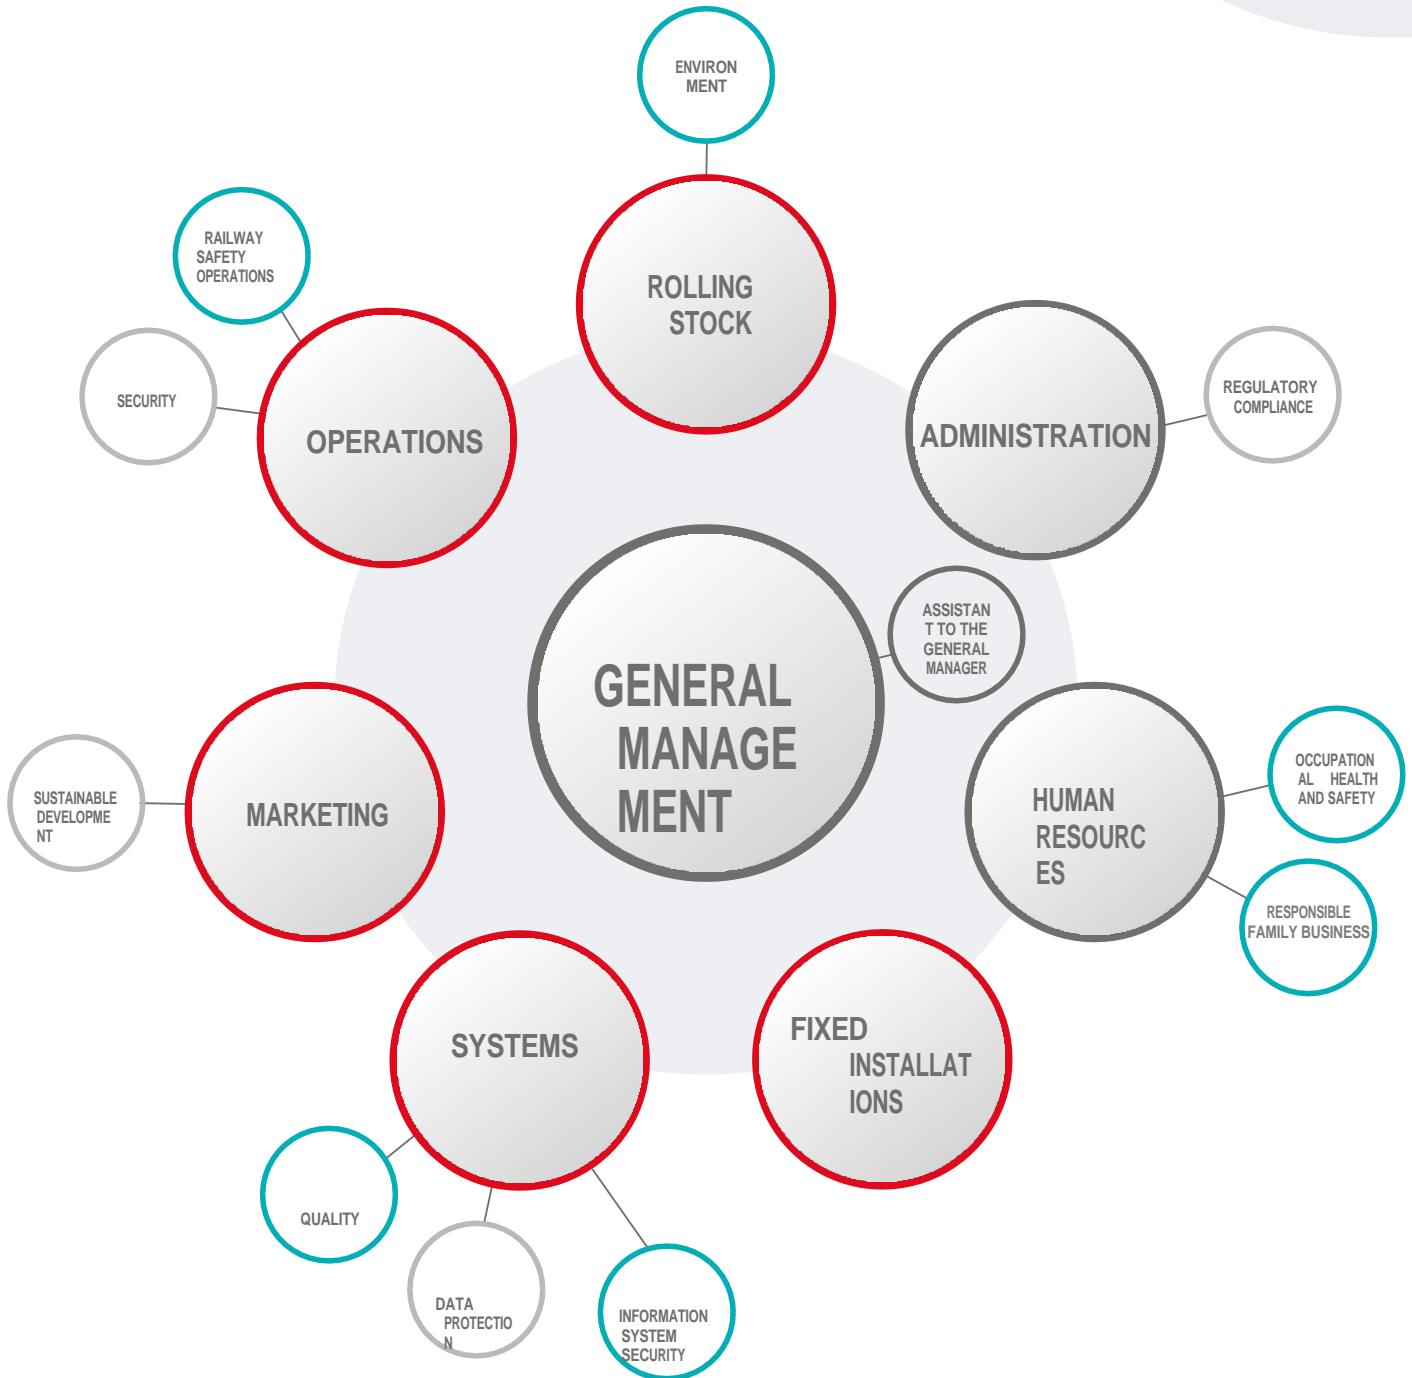 ENVIRON
MENT
RAILWAY
SAFETY
OPERATIONS
ROLLING
STOCK
SECURITY
OPERATIONS
ADMINISTRATION
REGULATORY
COMPLIANCE
ASSISTAN
T TO THE
GENERAL
MANAGER
GENERAL
MANAGE
MENT
SUSTAINABLE
DEVELOPME
NT
MARKETING
HUMAN
RESOURC
ES
OCCUPATION
AL HEALTH
AND SAFETY
RESPONSIBLE
FAMILY BUSINESS
SYSTEMS
FIXED
INSTALLAT
IONS
QUALITY
DATA
PROTECTIO
N
INFORMATION
SYSTEM
SECURITY